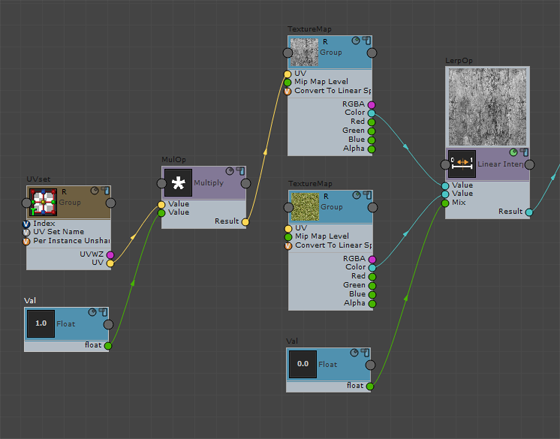 UVset
R
Group
Index
UV Set Name
Per Instance Unshar
UVWZ
UV
Val
1.0
Float
float
MulOp
Multiply
Value
Value
Result
TextureMap
R
Group
UV
Mip Map Level
Convert To Linear Sp
RGBA
Color
Red
Green
Blue
Alpha
TextureMap
R
Group
UV
Mip Map Level
Convert To Linear Sp
RGBA
Color
Red
Green
Blue
Alpha
Val
0.0
Float
float
LerpOp
Linear Inter
Value
Value
Mix
Result